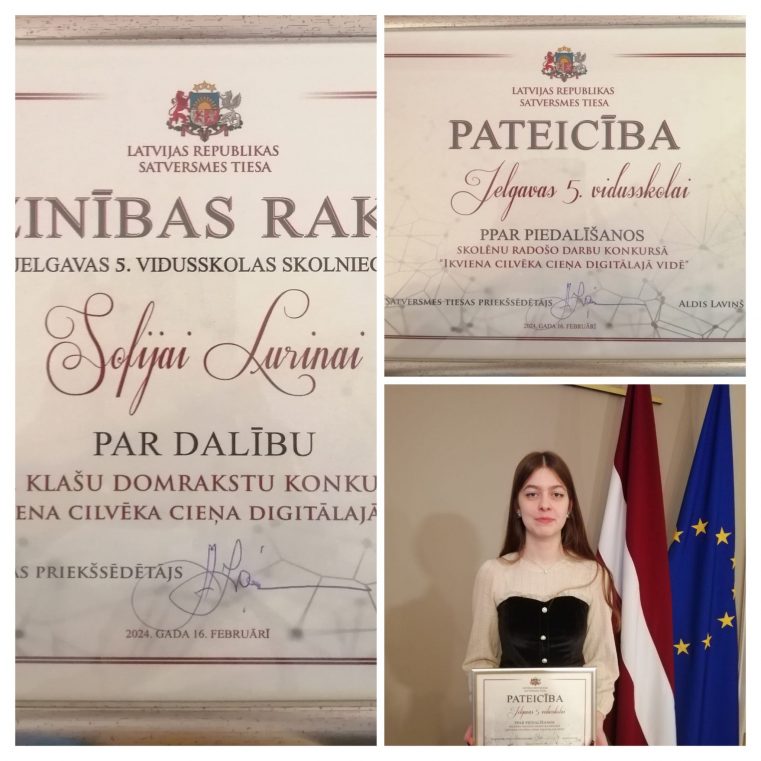 LATVIJAS REPUBLIKAS
SATVERSMES TIESA
ZINĪBAS RAK
JELGAVAS 5. VIDUSSKOLAS SKOLNIEC
Sofijai Lurinai
PAR DALĪBU
KLAŠU DOMRAKSTU KONKU
IENA CILVĒKA CIEŅA DIGITĀLAJĀ
AS PRIEKŠSĒDĒTĀJS
2024. GADA 16. FEBRUĀRĪ
LATVIJAS REPUBLIKAS
SATVERSMES TIESA
PATEICĪBA
Jelgavas 5. vidusskolai
PPAR PIEDALĪŠANOS
SKOLĒNU RADOŠO DARBU KONKURSĀ
"IKVIENA CILVĒKA CIEŅA DIGITĀLAJĀ VIDĒ"
SATVERSMES TIESAS PRIEKŠSĒDĒTĀJS ALDIS LAVIŅŠ
2024. GADA 16. FEBRUĀRĪ
PATEICĪBA
Jelgavas 5. vidusskolai
PPAR PIEDALĪŠANOS